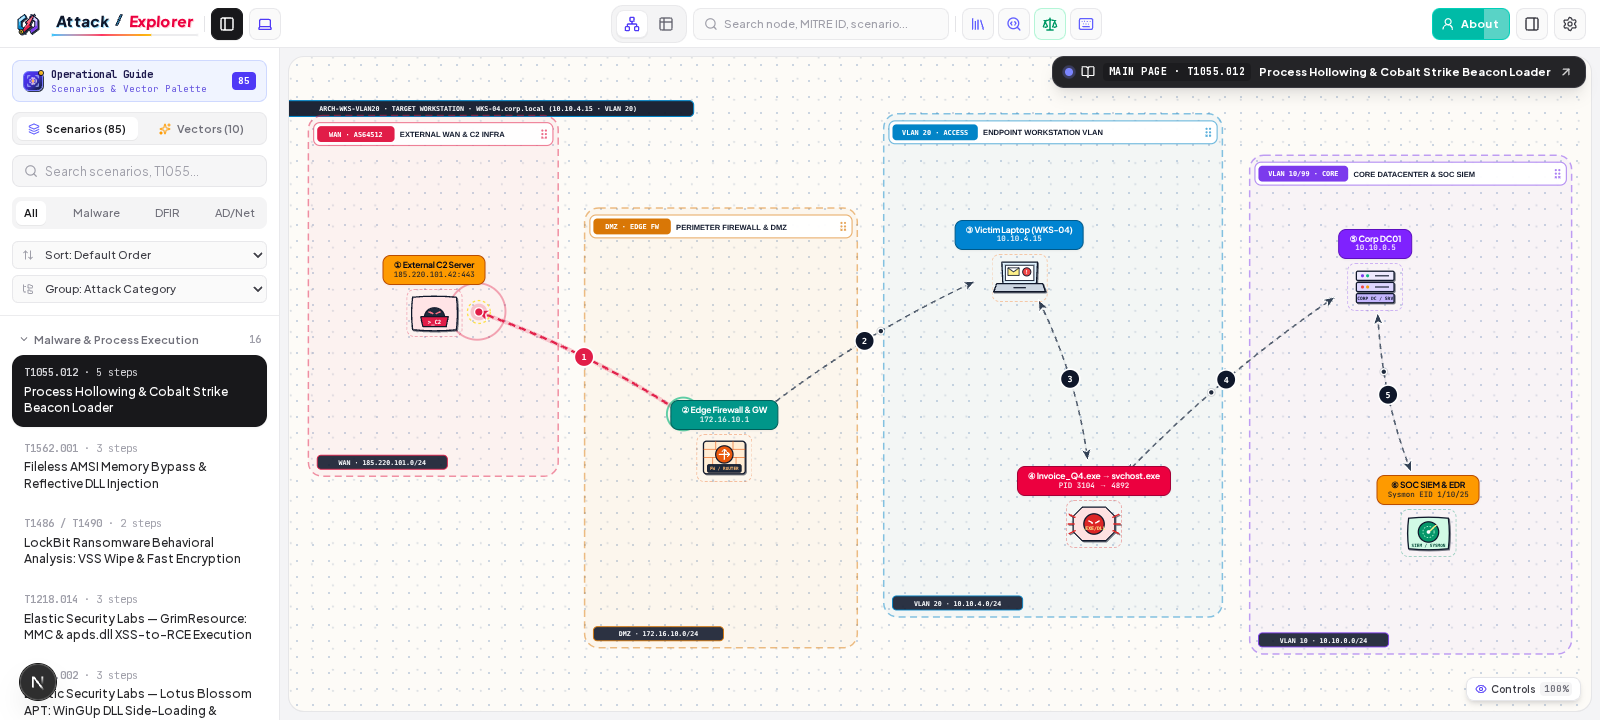 Attack / Explorer
Search node, MITRE ID, scenario...
About
Operational Guide
Scenarios & Vector Palette
85
Scenarios (85)
Vectors (10)
Search scenarios, T1055...
All
Malware
DFIR
AD/Net
Sort: Default Order
Group: Attack Category
Malware & Process Execution
16
T1055.012 · 5 steps
Process Hollowing & Cobalt Strike
Beacon Loader
T1562.001 · 3 steps
Fileless AMSI Memory Bypass &
Reflective DLL Injection
T1486 / T1490 · 2 steps
LockBit Ransomware Behavioral
Analysis: VSS Wipe & Fast Encryption
T1218.014 · 3 steps
Elastic Security Labs — GrimResource:
MMC & apds.dll XSS-to-RCE Execution
.002 · 3 steps
Security Labs — Lotus Blossom
APT: WinGUp DLL Side-Loading &
N
MAIN PAGE · T1055.012
Process Hollowing & Cobalt Strike Beacon Loader
ARCH-WKS-VLAN20 · TARGET WORKSTATION · WKS-04.corp.local (10.10.4.15 · VLAN 20)
WAN · AS64512
EXTERNAL WAN & C2 INFRA
① External C2 Server
185.220.101.42:443
>_C2
1
WAN · 185.220.101.0/24
DMZ · EDGE FW
PERIMETER FIREWALL & DMZ
② Edge Firewall & GW
172.16.10.1
FW / ROUTER
2
DMZ · 172.16.10.0/24
VLAN 20 · ACCESS
ENDPOINT WORKSTATION VLAN
③ Victim Laptop (WKS-04)
10.10.4.15
3
④ Invoice_Q4.exe → svchost.exe
PID 3104 → 4892
VLAN 20 · 10.10.4.0/24
4
VLAN 10/99 · CORE
CORE DATACENTER & SOC SIEM
⑤ Corp DC01
10.10.0.5
5
⑥ SOC SIEM & EDR
Sysmon EID 1/10/25
SIEM / SYSMON
VLAN 10 · 10.10.0.0/24
Controls
100%